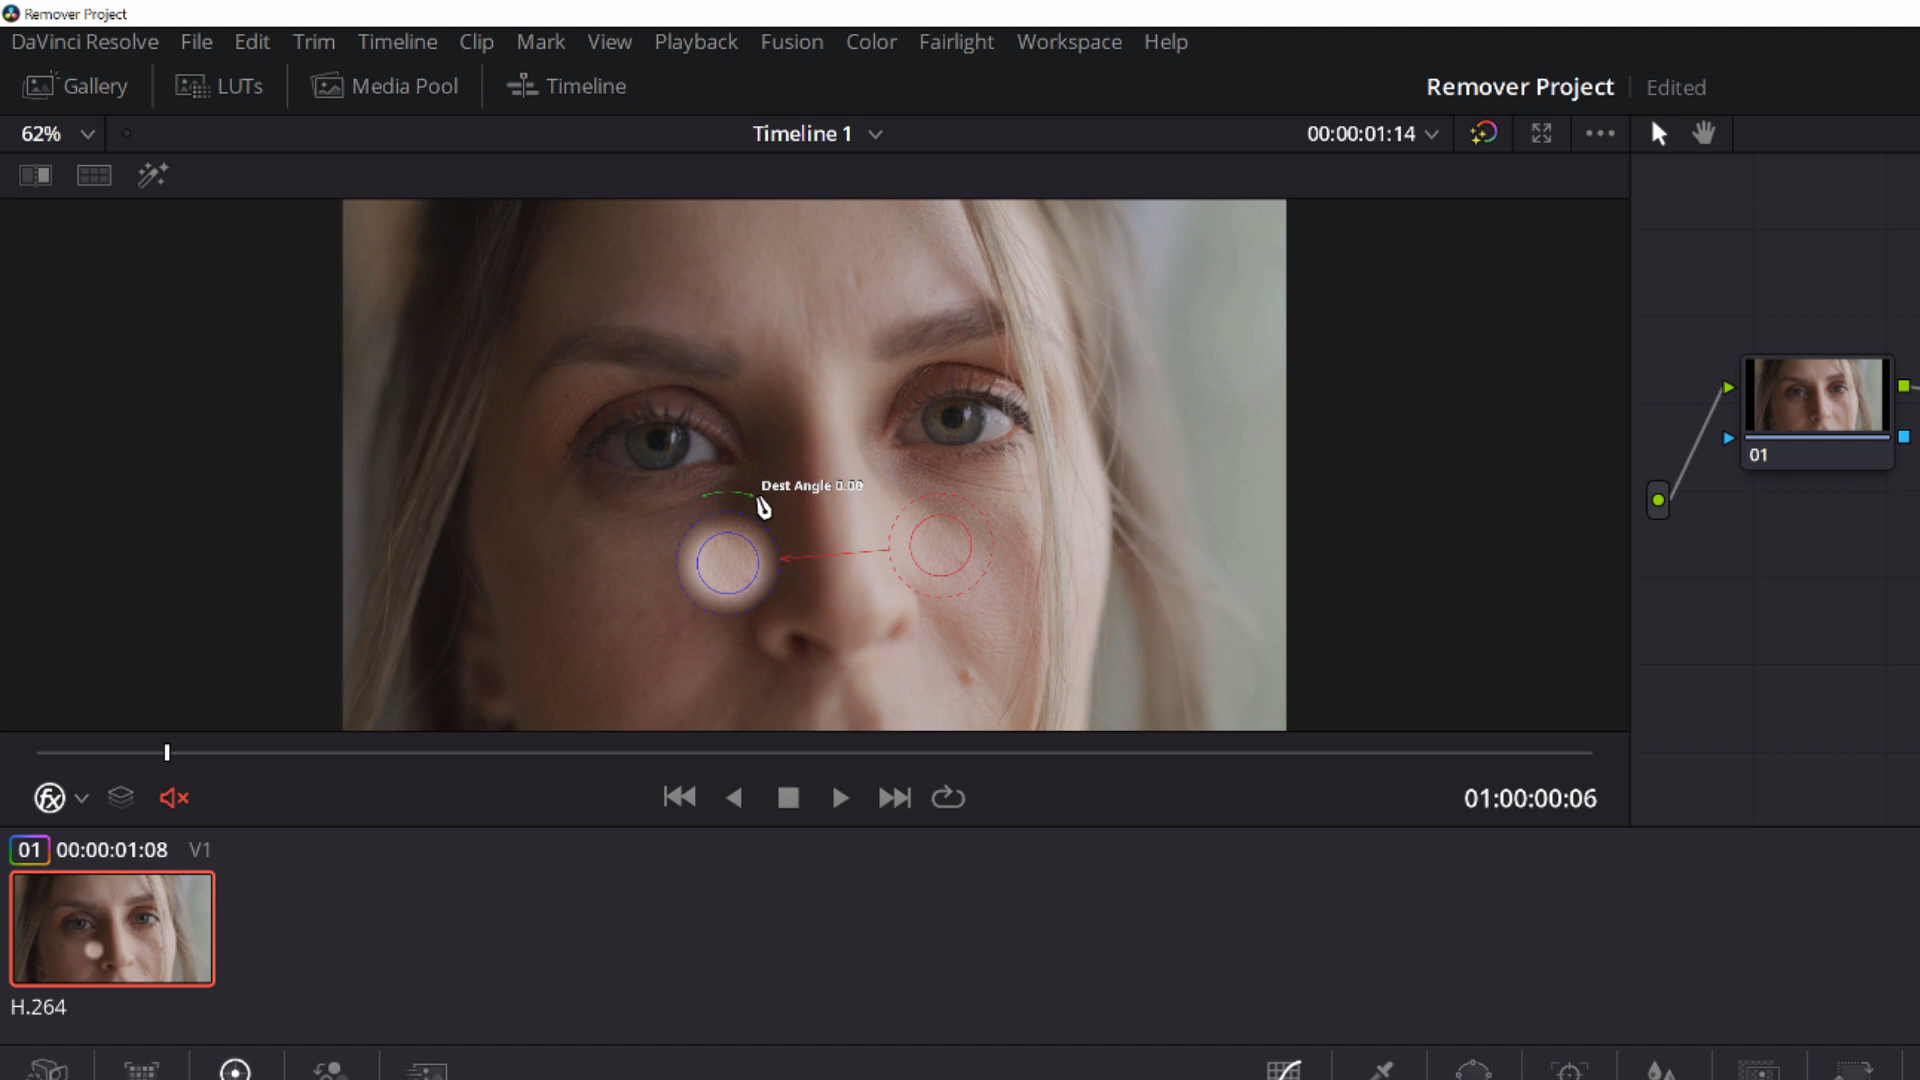 Remover Project
DaVinci Resolve File Edit Trim Timeline Clip Mark View Playback Fusion Color Fairlight Workspace Help
Gallery LUTs Media Pool Timeline Remover Project Edited
62% Timeline 1 00:00:01:14
Dest Angle 0.00
01
fx 01:00:00:06
01 00:00:01:08 V1
H.264